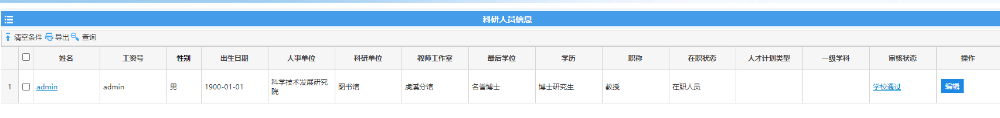 科研人员信息
清空条件 导出 查询
姓名 工资号 性别 出生日期 人事单位 科研单位 教师工作室 最后学位 学历 职称 在职状态 人才计划类型 一级学科 审核状态 操作
1 admin admin 男 1900-01-01 科学技术发展研究 图书馆 虎溪分馆 名誉博士 博士研究生 教授 在职人员 学校通过 编辑
院